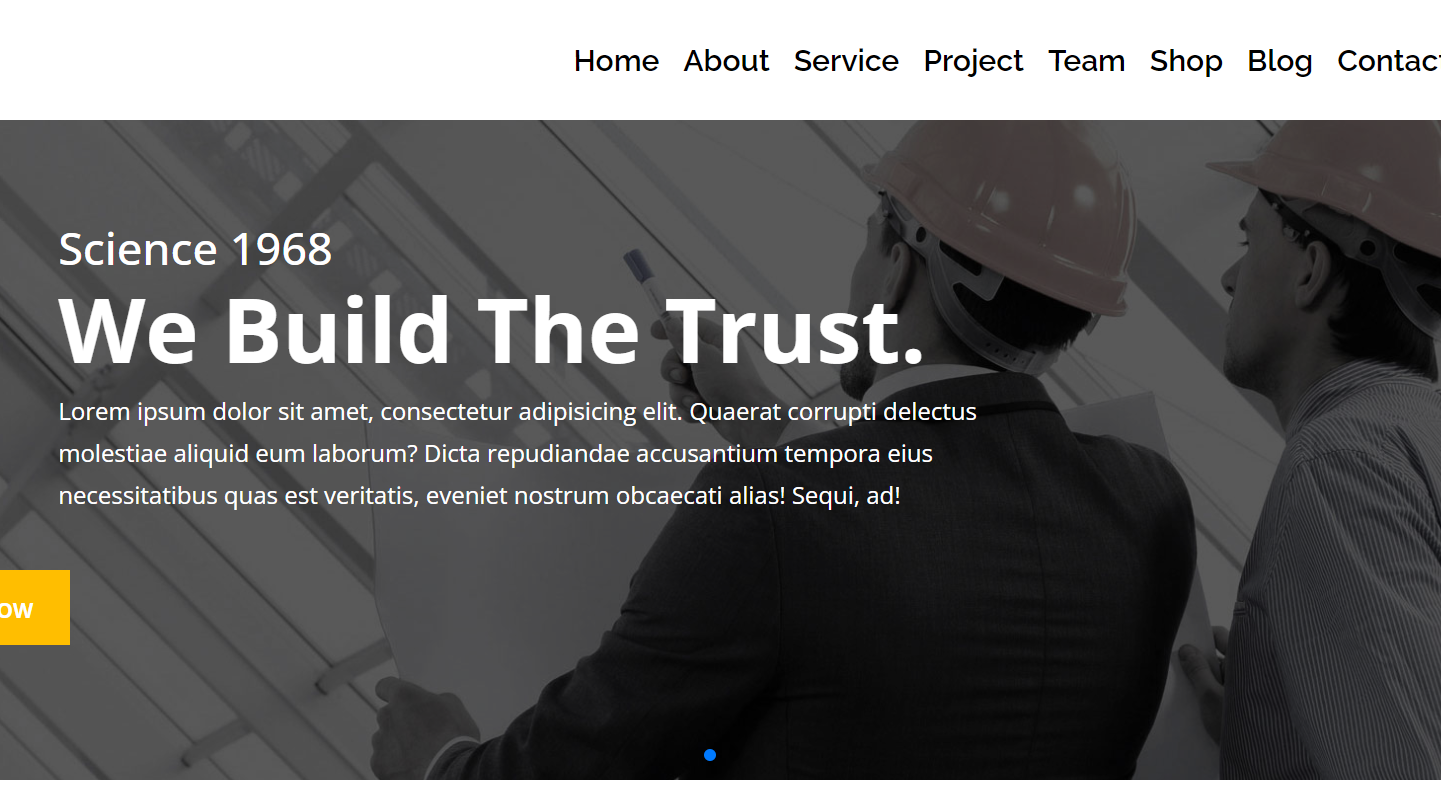 Home About Service Project Team Shop Blog Contact
Science 1968
We Build The Trust.
Lorem ipsum dolor sit amet, consectetur adipisicing elit. Quaerat corrupti delectus
molestiae aliquid eum laborum? Dicta repudiandae accusantium tempora eius
necessitatibus quas est veritatis, eveniet nostrum obcaecati alias! Sequi, ad!